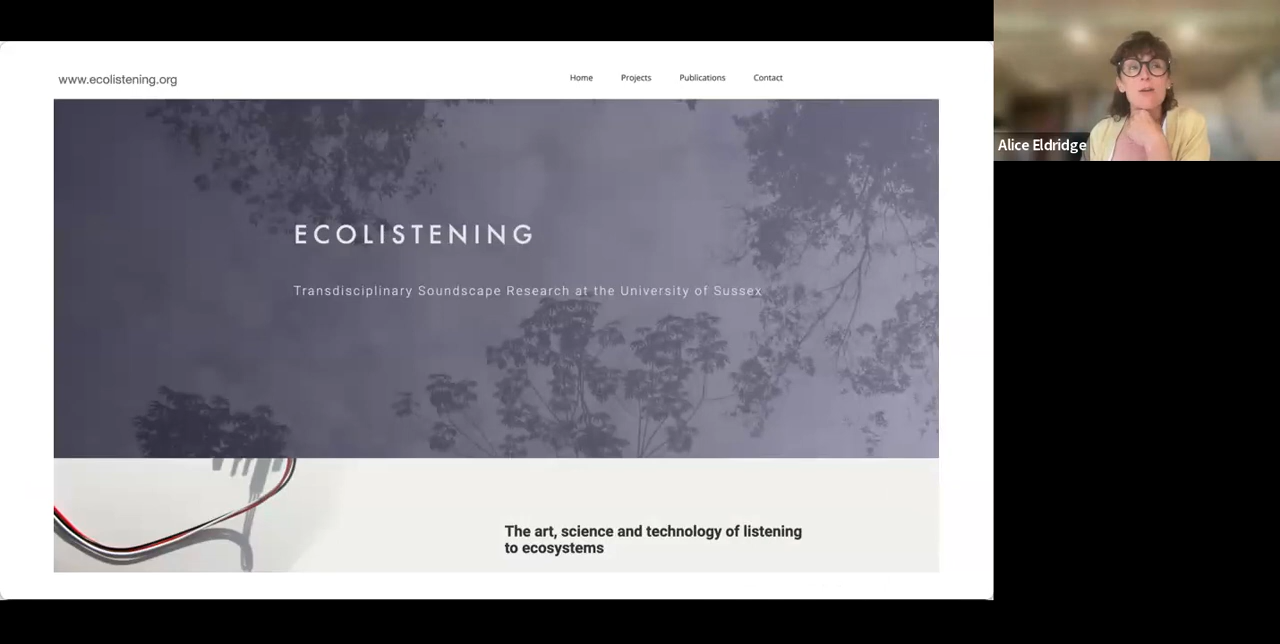 www.ecolistening.org
Home Projects Publications Contact
ECOLISTENING
Transdisciplinary Soundscape Research at the University of Sussex
The art, science and technology of listening
to ecosystems
Alice Eldridge